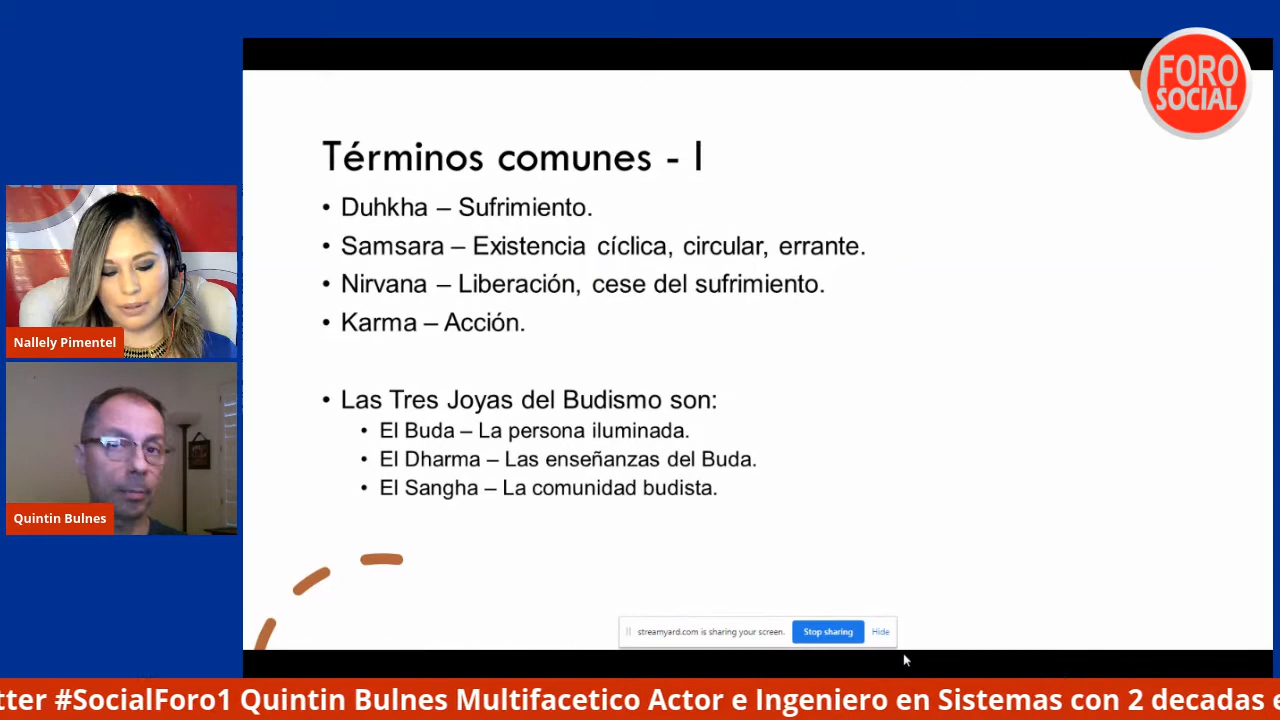 FORO
SOCIAL
Términos comunes - I
• Duhkha – Sufrimiento.
• Samsara – Existencia cíclica, circular, errante.
• Nirvana – Liberación, cese del sufrimiento.
• Karma – Acción.
• Las Tres Joyas del Budismo son:
• El Buda – La persona iluminada.
• El Dharma – Las enseñanzas del Buda.
• El Sangha – La comunidad budista.
Nallely Pimentel
Quintin Bulnes
streamyard.com is sharing your screen. Stop sharing Hide
tter #SocialForo1 Quintin Bulnes Multifacetico Actor e Ingeniero en Sistemas con 2 decadas e